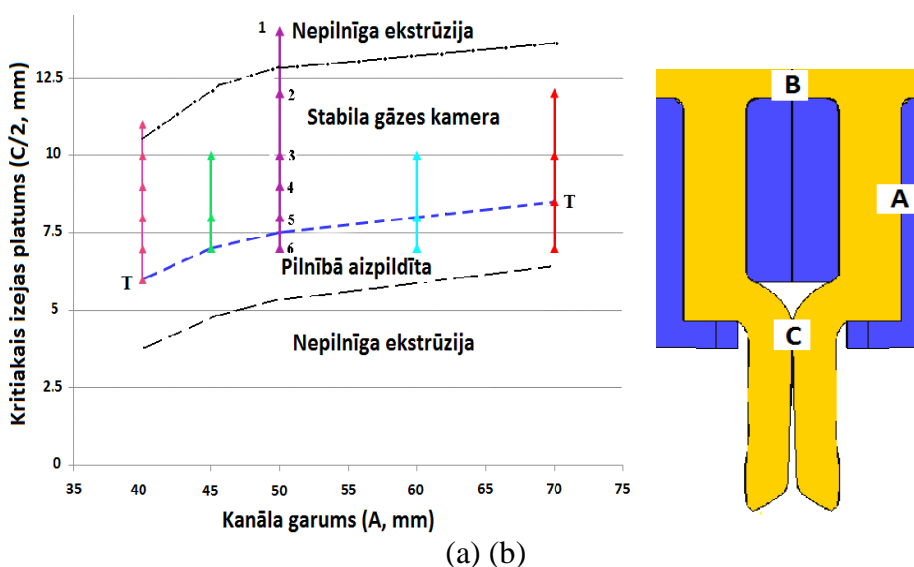 Kritiakais izejas platums (C/2, mm)
12.5
10
7.5
5
2.5
0
1
Nepilnīga ekstrūzija
2
Stabila gāzes kamera
3
4
5
6
T
T
Pilnībā aizpildīta
Nepilnīga ekstrūzija
35 40 45 50 55 60 65 70 75
Kanāla garums (A, mm)
B
A
C
(a) (b)